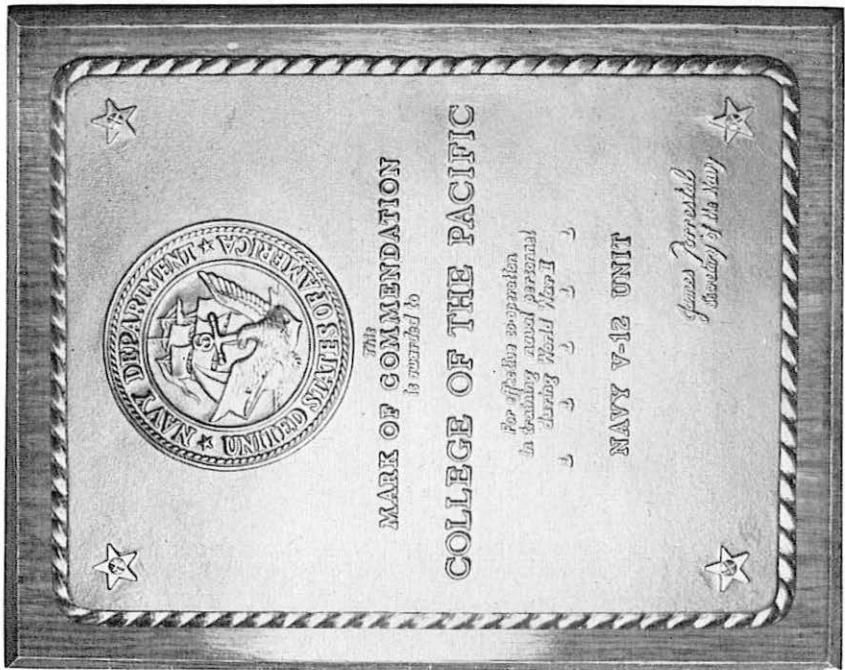 NAVY DEPARTMENT
UNITED STATES OF AMERICA
This
MARK OF COMMENDATION
is awarded to
COLLEGE OF THE PACIFIC
For effective co-operation
in training naval personnel
during World War II
NAVY V-12 UNIT
James Forrestal
Secretary of the Navy